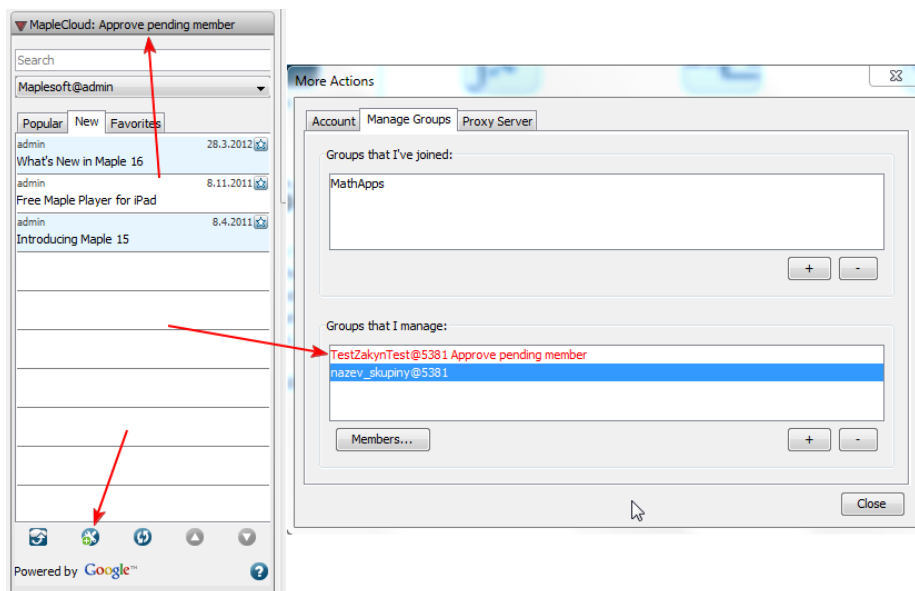 MapleCloud: Approve pending member
Search
Maplesoft@admin
Popular New Favorites
admin 28.3.2012
What's New in Maple 16
admin 8.11.2011
Free Maple Player for iPad
admin 8.4.2011
Introducing Maple 15
Powered by Google™
More Actions
Account Manage Groups Proxy Server
Groups that I've joined:
MathApps
+ -
Groups that I manage:
TestZakynTest@5381 Approve pending member
nazev_skupiny@5381
Members... + -
Close